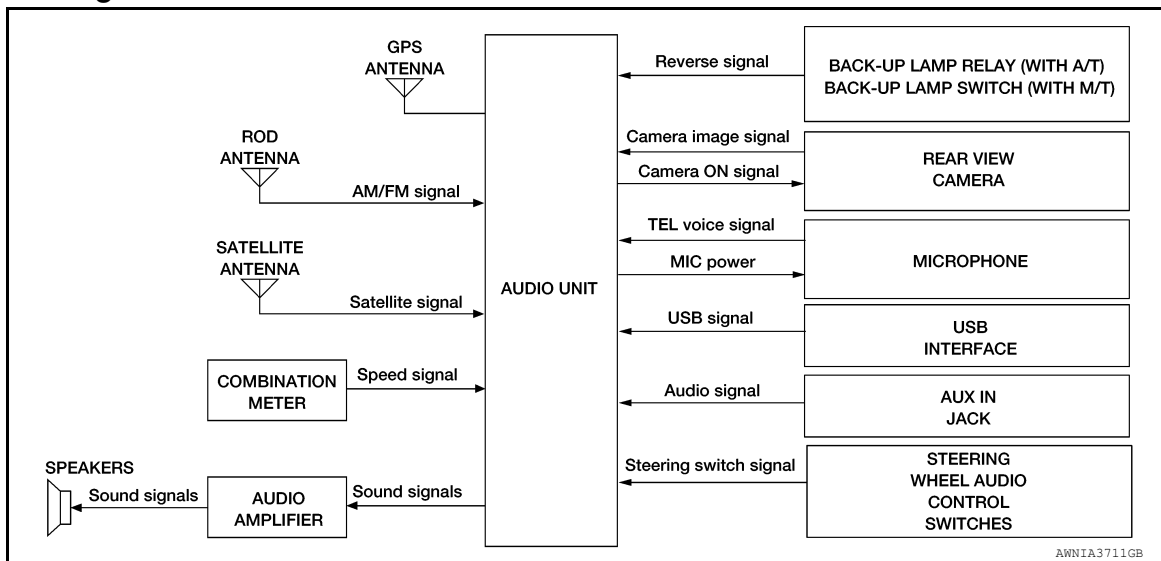 GPS
ANTENNA
ROD
ANTENNA
AM/FM signal
SATELLITE
ANTENNA
Satellite signal
COMBINATION
METER
Speed signal
SPEAKERS
Sound signals
AUDIO
AMPLIFIER
Sound signals
AUDIO UNIT
Reverse signal
BACK-UP LAMP RELAY (WITH A/T)
BACK-UP LAMP SWITCH (WITH M/T)
Camera image signal
Camera ON signal
REAR VIEW
CAMERA
TEL voice signal
MIC power
MICROPHONE
USB signal
USB
INTERFACE
Audio signal
AUX IN
JACK
Steering switch signal
STEERING
WHEEL AUDIO
CONTROL
SWITCHES
AWNIA3711GB